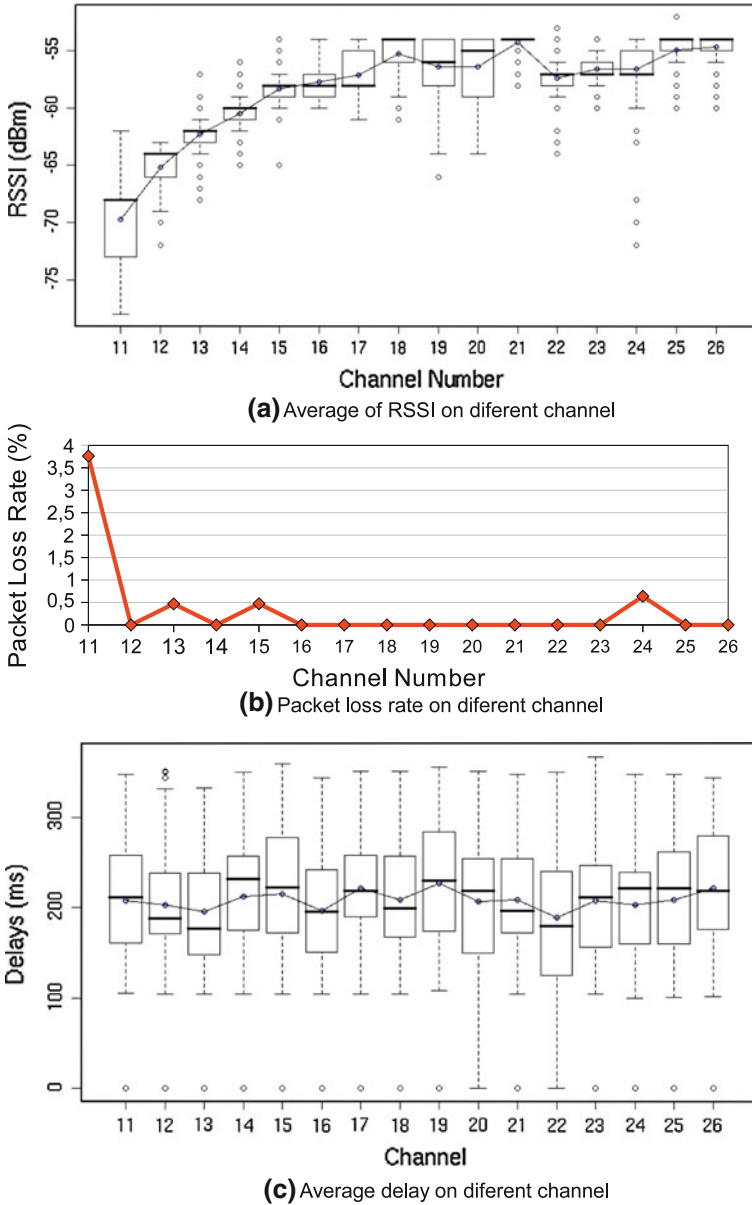 RSSI (dBm)
-55
-60
-65
-70
-75
11 12 13 14 15 16 17 18 19 20 21 22 23 24 25 26
Channel Number
(a) Average of RSSI on diferent channel
Packet Loss Rate (%)
4
3,5
3
2,5
2
1,5
1
0,5
0
11 12 13 14 15 16 17 18 19 20 21 22 23 24 25 26
Channel Number
(b) Packet loss rate on diferent channel
Delays (ms)
300
200
100
0
11 12 13 14 15 16 17 18 19 20 21 22 23 24 25 26
Channel
(c) Average delay on diferent channel